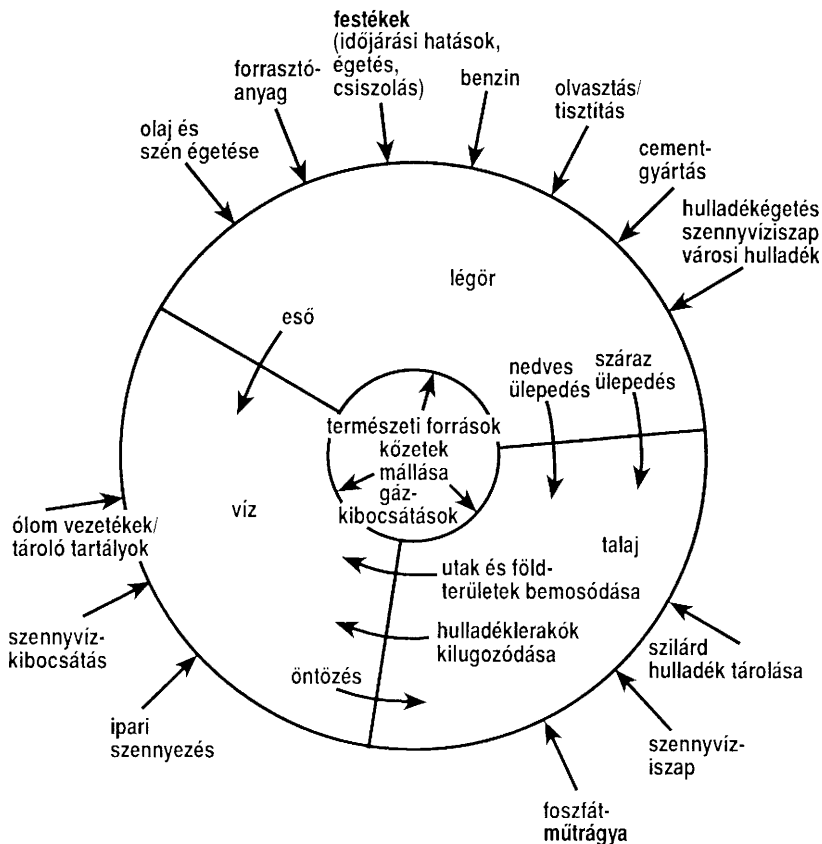 festékek
(időjárási hatások,
égetés,
csiszolás)
forrasztó-
anyag
benzin
olvasztás/
tisztítás
olaj és
szén égetése
cement-
gyártás
hulladékégetés
szennyvíziszap
városi hulladék
légör
eső
nedves
ülepedés
száraz
ülepedés
természeti források
kőzetek
mállása
gáz-
kibocsátások
víz
ólom vezetékek/
tároló tartályok
talaj
utak és föld-
területek bemosódása
szennyvíz-
kibocsátás
hulladéklerakók
kilugozódása
szilárd
hulladék tárolása
öntözés
ipari
szennyezés
szennyvíz-
iszap
foszfát-
műtrágya